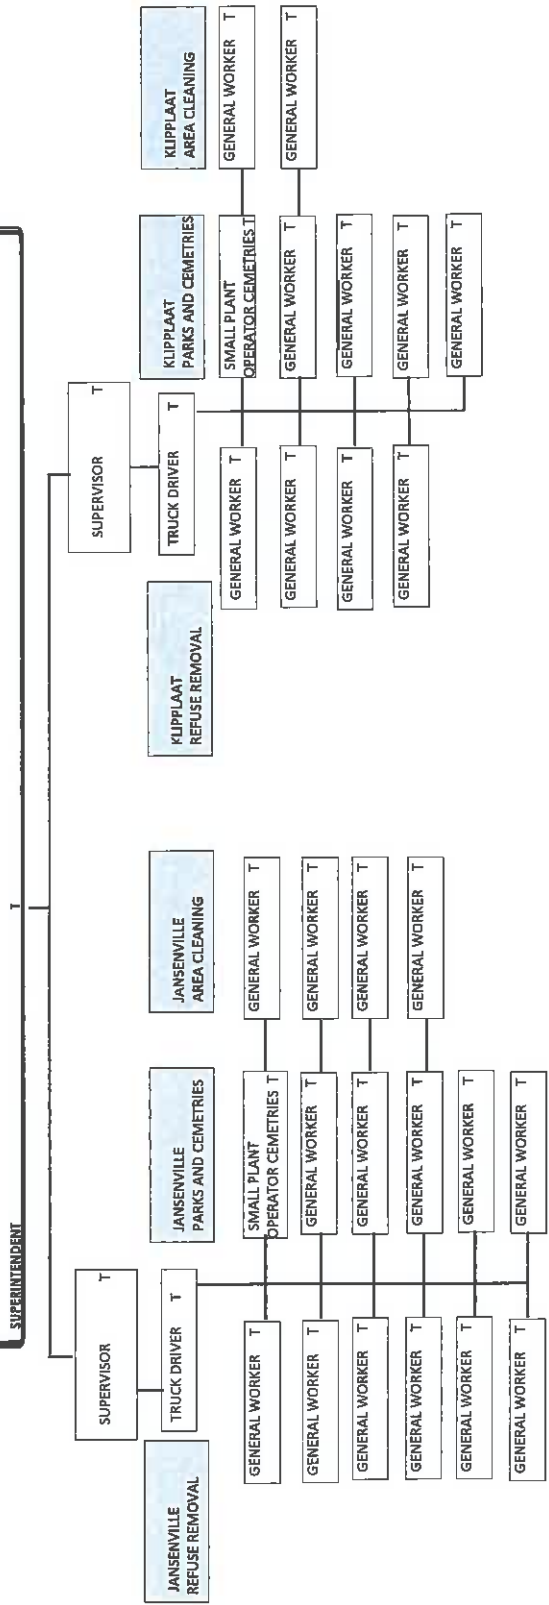 SUPERINTENDENT T
SUPERVISOR T
TRUCK DRIVER T
JANSENVILLE
REFUSE REMOVAL
GENERAL WORKER T
GENERAL WORKER T
GENERAL WORKER T
GENERAL WORKER T
GENERAL WORKER T
GENERAL WORKER T
JANSENVILLE
PARKS AND CEMETRIES
SMALL PLANT
OPERATOR CEMETRIES T
GENERAL WORKER T
GENERAL WORKER T
GENERAL WORKER T
GENERAL WORKER T
GENERAL WORKER T
JANSENVILLE
AREA CLEANING
GENERAL WORKER T
GENERAL WORKER T
GENERAL WORKER T
GENERAL WORKER T
SUPERVISOR T
TRUCK DRIVER T
KLIPPLAAT
REFUSE REMOVAL
GENERAL WORKER T
GENERAL WORKER T
GENERAL WORKER T
GENERAL WORKER T
KLIPPLAAT
PARKS AND CEMETRIES
SMALL PLANT
OPERATOR CEMETRIES T
GENERAL WORKER T
GENERAL WORKER T
GENERAL WORKER T
GENERAL WORKER T
KLIPPLAAT
AREA CLEANING
GENERAL WORKER T
GENERAL WORKER T